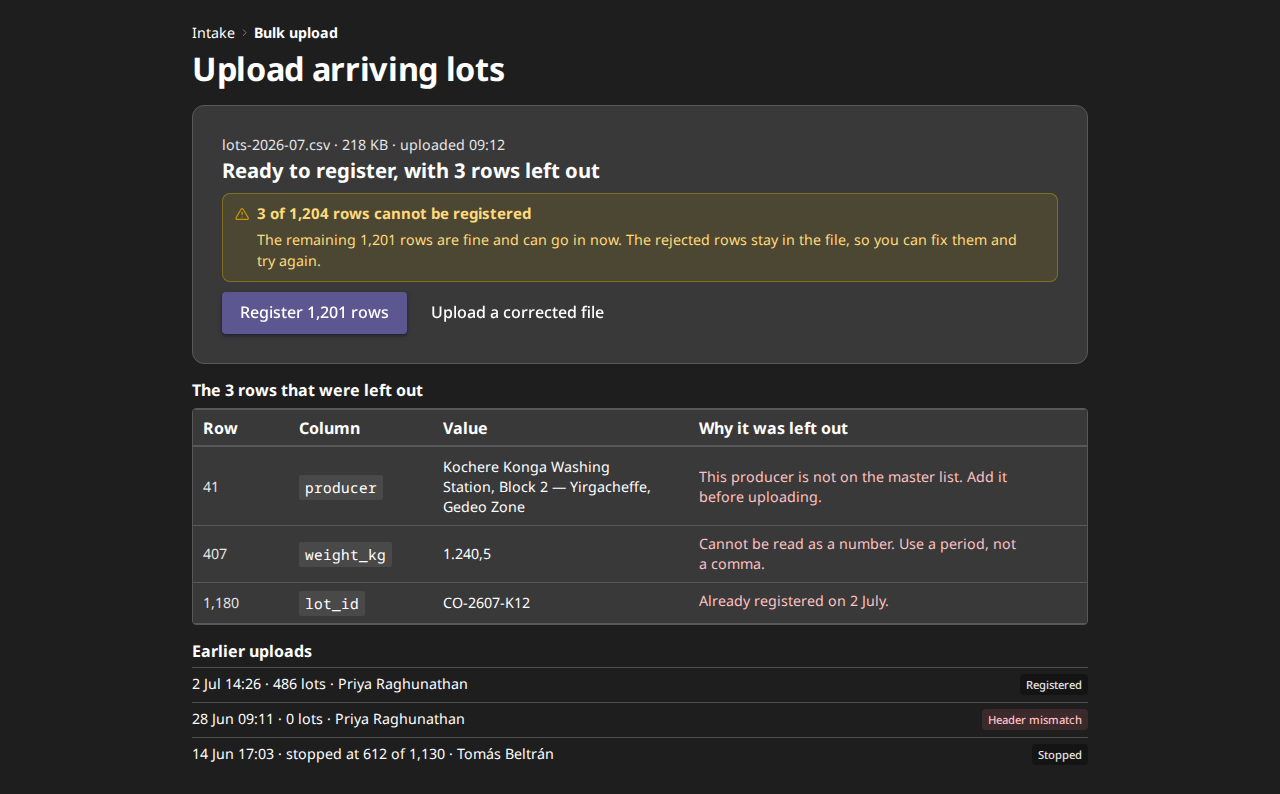 Intake › Bulk upload
Upload arriving lots
lots-2026-07.csv · 218 KB · uploaded 09:12
Ready to register, with 3 rows left out
3 of 1,204 rows cannot be registered
The remaining 1,201 rows are fine and can go in now. The rejected rows stay in the file, so you can fix them and
try again.
Register 1,201 rows
Upload a corrected file
The 3 rows that were left out
Row Column Value Why it was left out
41 producer Kochere Konga Washing
Station, Block 2 — Yirgacheffe,
Gedeo Zone
This producer is not on the master list. Add it
before uploading.
407 weight_kg 1.240,5 Cannot be read as a number. Use a period, not
a comma.
1,180 lot_id CO-2607-K12 Already registered on 2 July.
Earlier uploads
2 Jul 14:26 · 486 lots · Priya Raghunathan Registered
28 Jun 09:11 · 0 lots · Priya Raghunathan Header mismatch
14 Jun 17:03 · stopped at 612 of 1,130 · Tomás Beltrán Stopped